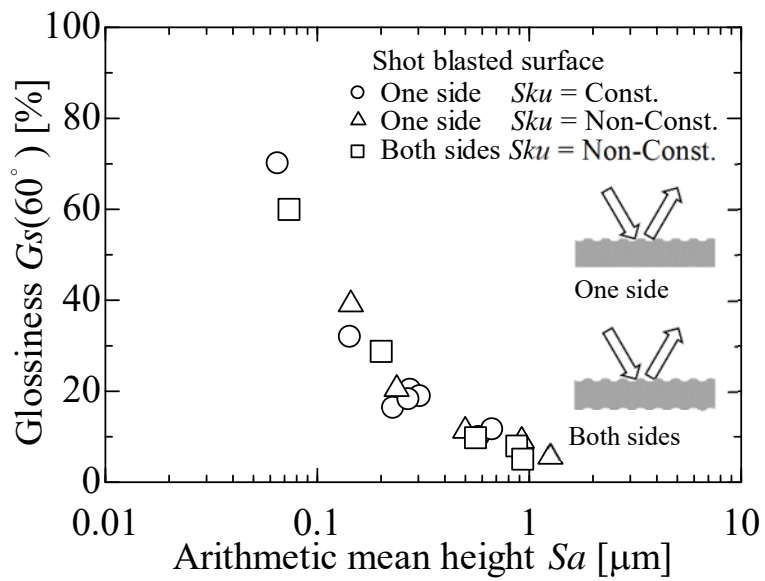 100
80
60
40
20
0
Glossiness Gs(60°) [%]
Shot blasted surface
One side Sku = Const.
One side Sku = Non-Const.
Both sides Sku = Non-Const.
One side
Both sides
0.01 0.1 1 10
Arithmetic mean height Sa [μm]